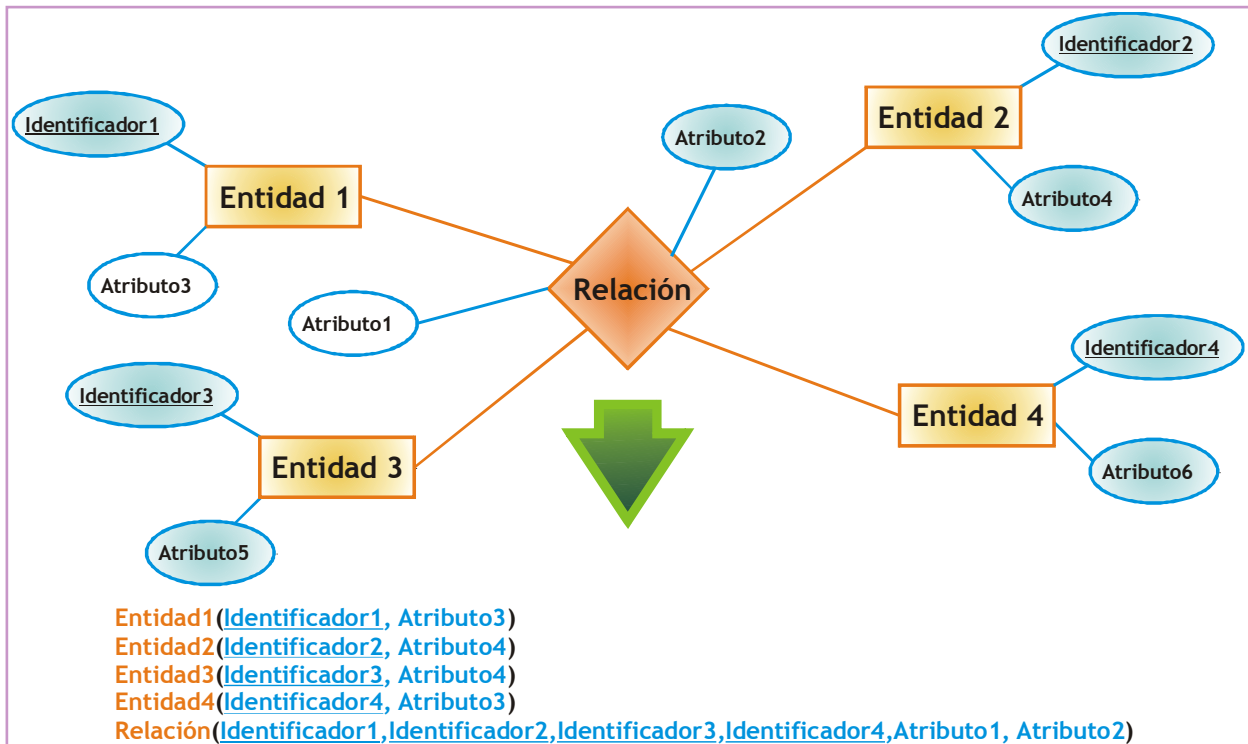 Identificador2
Entidad 2
Identificador1
Atributo2
Entidad 1
Atributo4
Atributo3
Relación
Atributo1
Identificador4
Identificador3
Entidad 4
Entidad 3
Atributo6
Atributo5
Entidad1(Identificador1, Atributo3)
Entidad2(Identificador2, Atributo4)
Entidad3(Identificador3, Atributo4)
Entidad4(Identificador4, Atributo3)
Relación(Identificador1,Identificador2,Identificador3,Identificador4,Atributo1, Atributo2)